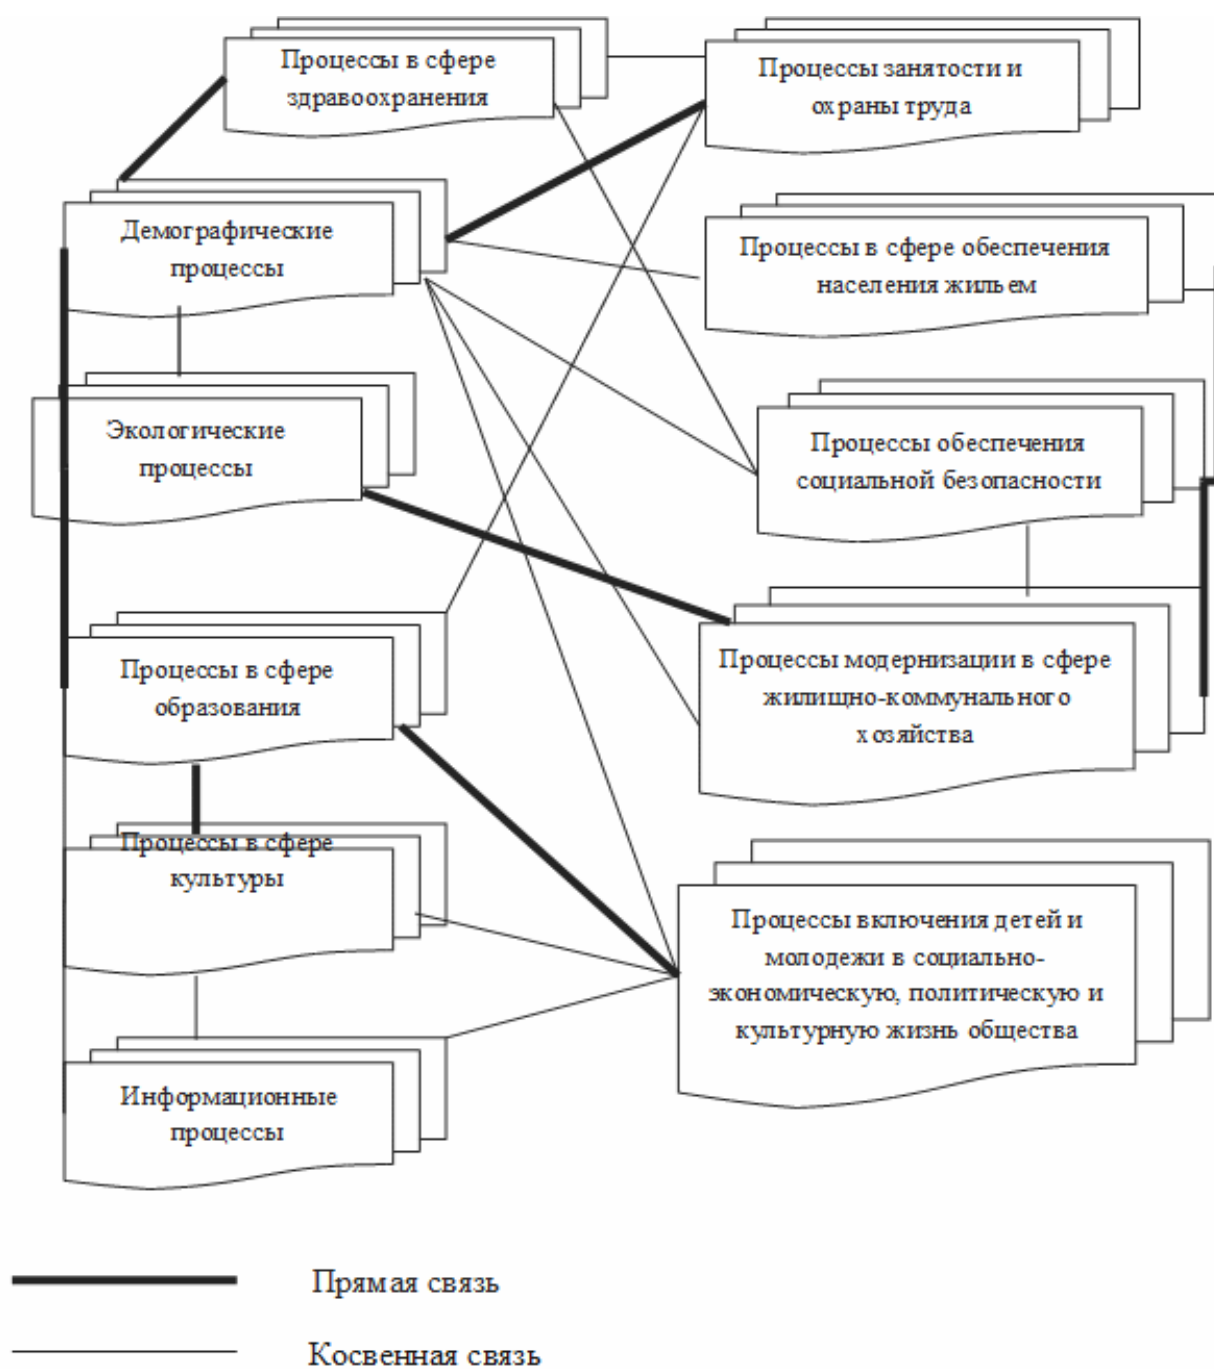 Процессы в сфере
здравоохранения
Процессы занятости и
охраны труда
Демографические
процессы
Процессы в сфере обеспечения
населения жильем
Экологические
процессы
Процессы обеспечения
социальной безопасности
Процессы в сфере
образования
Процессы модернизации в сфере
жилищно-коммунального
хозяйства
Процессы в сфере
культуры
Процессы включения детей и
молодежи в социально-
экономическую, политическую и
культурную жизнь общества
Информационные
процессы
Прямая связь
Косвенная связь